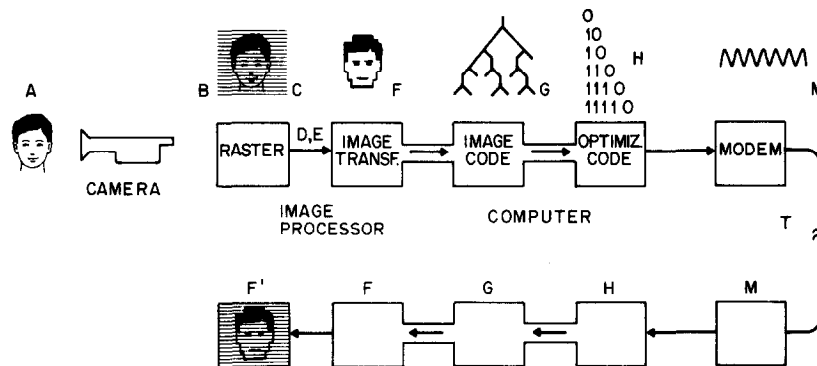 A
B
C
F
G
0
10
10
110
1110
11110
H
M
RASTER
D,E
IMAGE TRANSF.
IMAGE CODE
OPTIMIZ. CODE
MODEM
CAMERA
IMAGE PROCESSOR
COMPUTER
T
F'
F
G
H
M